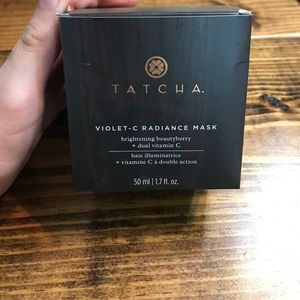 TATCHA.
VIOLET-C RADIANCE MASK
brightening beautyberry
+ dual vitamin C
baie illuminatrice
+ vitamine C à double action
50 ml | 1.7 fl. oz.